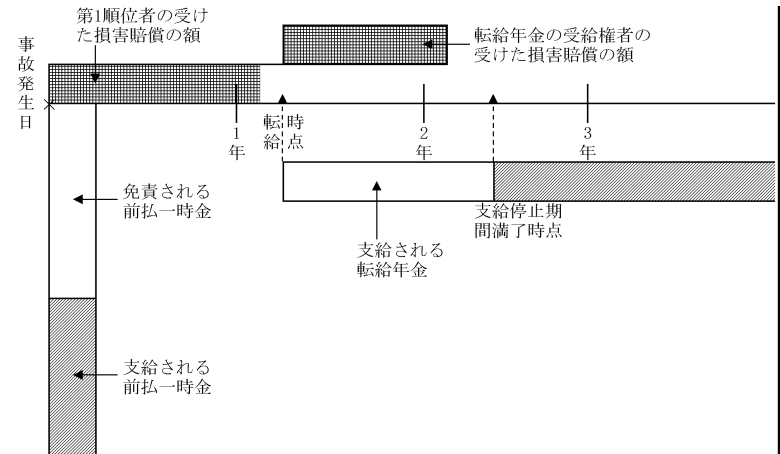 第1順位者の受け
た損害賠償の額
転給年金の受給権者の
受けた損害賠償の額
事故発生日
1年
転給時点
2年
3年
免責される
前払一時金
支給される
転給年金
支給停止期
間満了時点
支給される
前払一時金